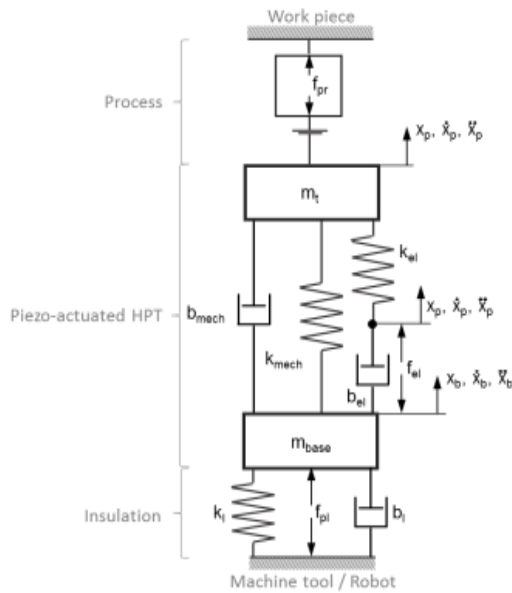 Work piece
f_pr
Process
x_p, ẋ_p, ẍ_p
m_t
k_el
b_mech
Piezo-actuated HPT
x_p, ẋ_p, ẍ_p
k_mech
f_el
b_el
x_b, ẋ_b, ẍ_b
m_base
Insulation
k_I
f_pl
b_I
Machine tool / Robot